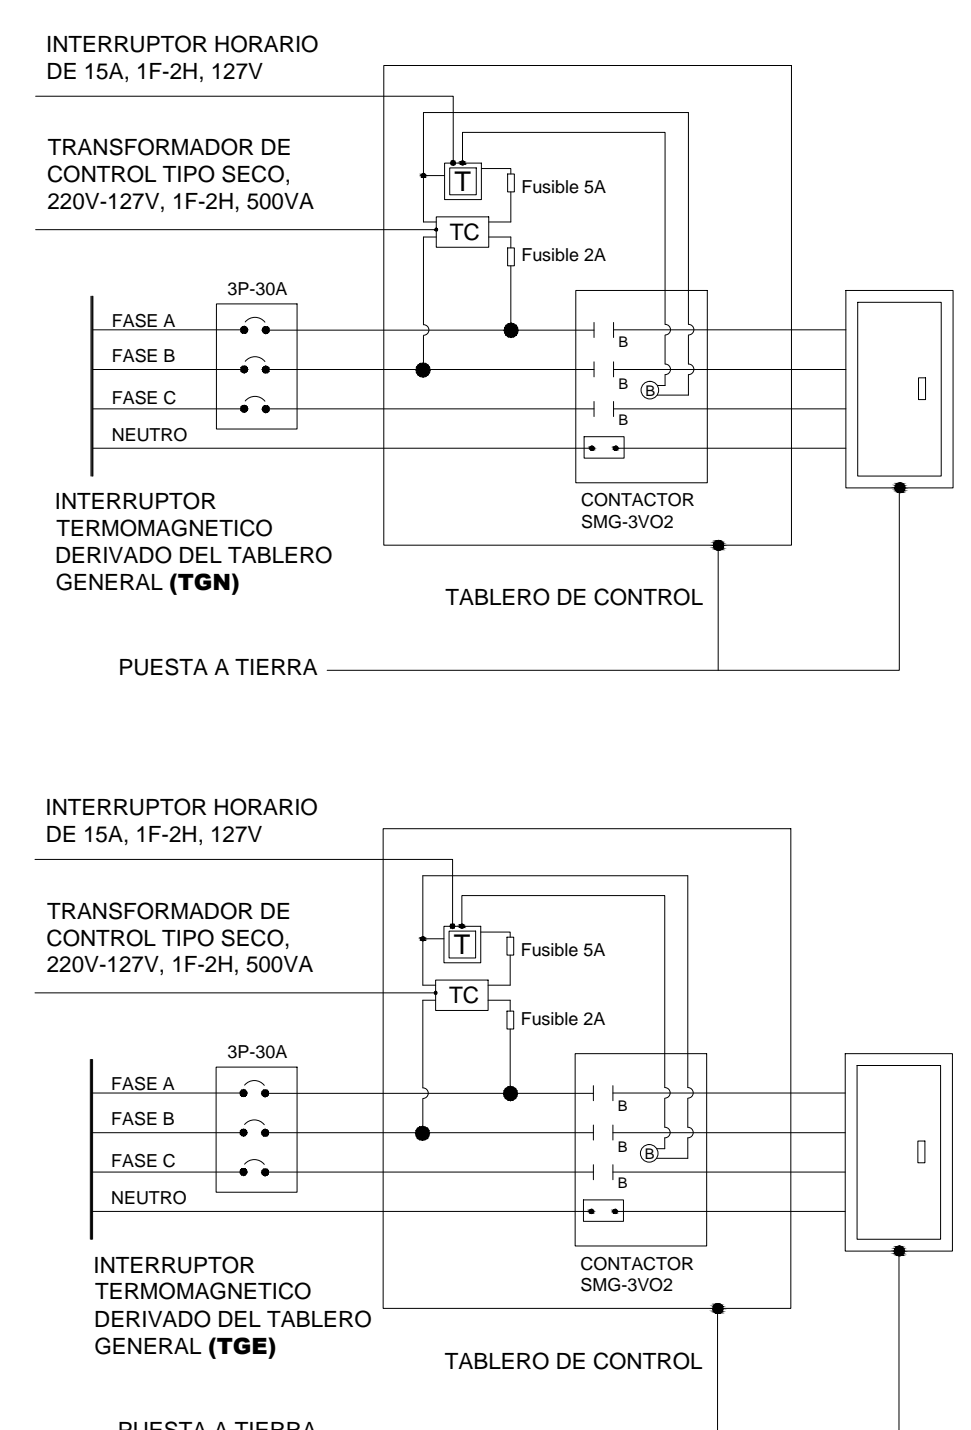 INTERRUPTOR HORARIO
DE 15A, 1F-2H, 127V
TRANSFORMADOR DE
CONTROL TIPO SECO,
220V-127V, 1F-2H, 500VA
T
Fusible 5A
TC
Fusible 2A
3P-30A
FASE A
B
FASE B
B
B
FASE C
B
NEUTRO
CONTACTOR
SMG-3VO2
INTERRUPTOR
TERMOMAGNETICO
DERIVADO DEL TABLERO
GENERAL (TGN)
TABLERO DE CONTROL
PUESTA A TIERRA
INTERRUPTOR HORARIO
DE 15A, 1F-2H, 127V
TRANSFORMADOR DE
CONTROL TIPO SECO,
220V-127V, 1F-2H, 500VA
T
Fusible 5A
TC
Fusible 2A
3P-30A
FASE A
B
FASE B
B
B
FASE C
B
NEUTRO
CONTACTOR
SMG-3VO2
INTERRUPTOR
TERMOMAGNETICO
DERIVADO DEL TABLERO
GENERAL (TGE)
TABLERO DE CONTROL
PUESTA A TIERRA